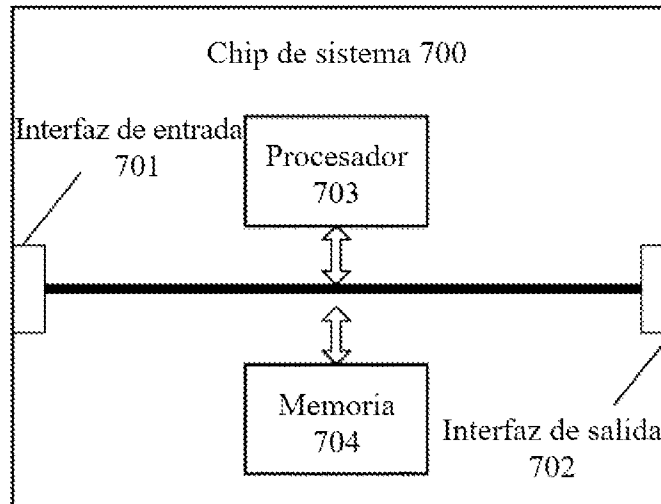 Chip de sistema 700
Interfaz de entrada
701
Procesador
703
Memoria
704
Interfaz de salida
702